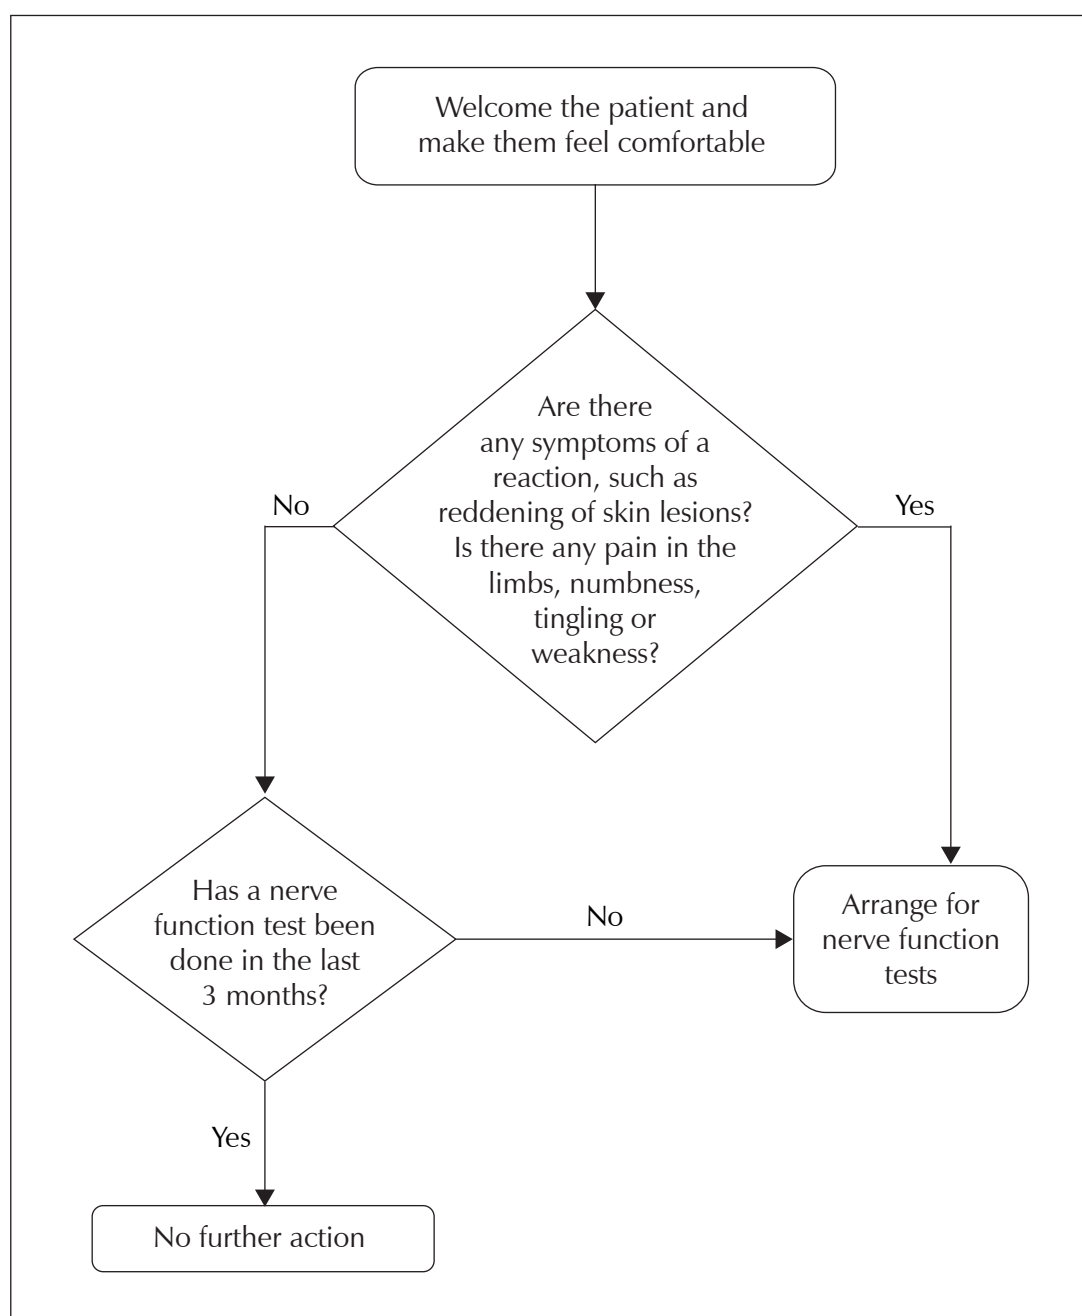 Welcome the patient and
make them feel comfortable
Are there
any symptoms of a
reaction, such as
reddening of skin lesions?
Is there any pain in the
limbs, numbness,
tingling or
weakness?
No
Yes
Has a nerve
function test been
done in the last
3 months?
No
Arrange for
nerve function
tests
Yes
No further action